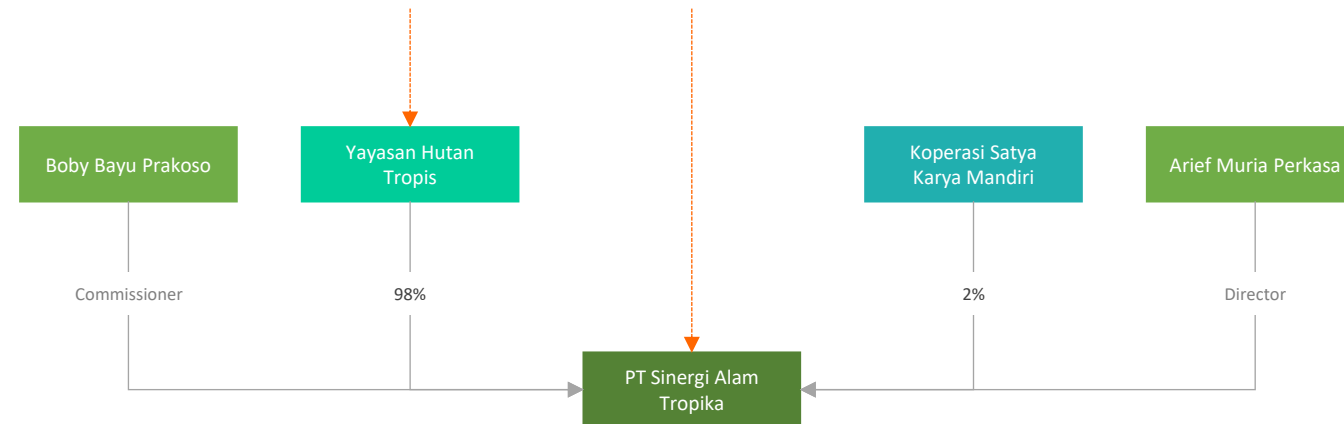 Boby Bayu Prakoso
Yayasan Hutan
Tropis
Koperasi Satya
Karya Mandiri
Arief Muria Perkasa
Commissioner
98%
2%
Director
PT Sinergi Alam
Tropika